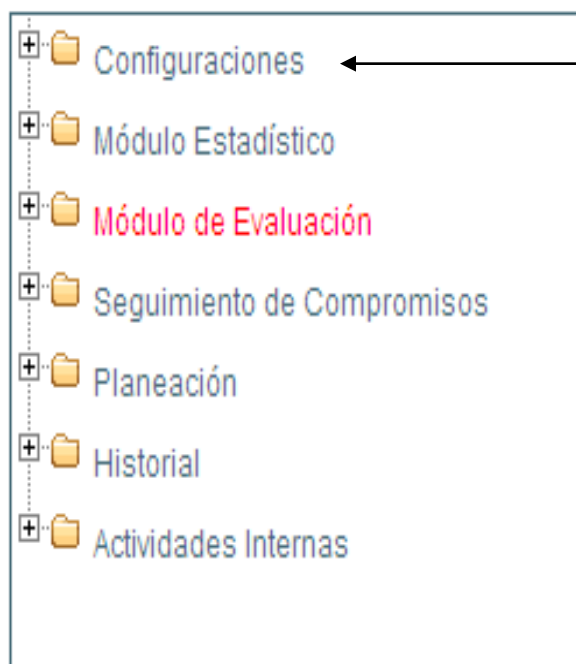 Configuraciones
Módulo Estadístico
Módulo de Evaluación
Seguimiento de Compromisos
Planeación
Historial
Actividades Internas